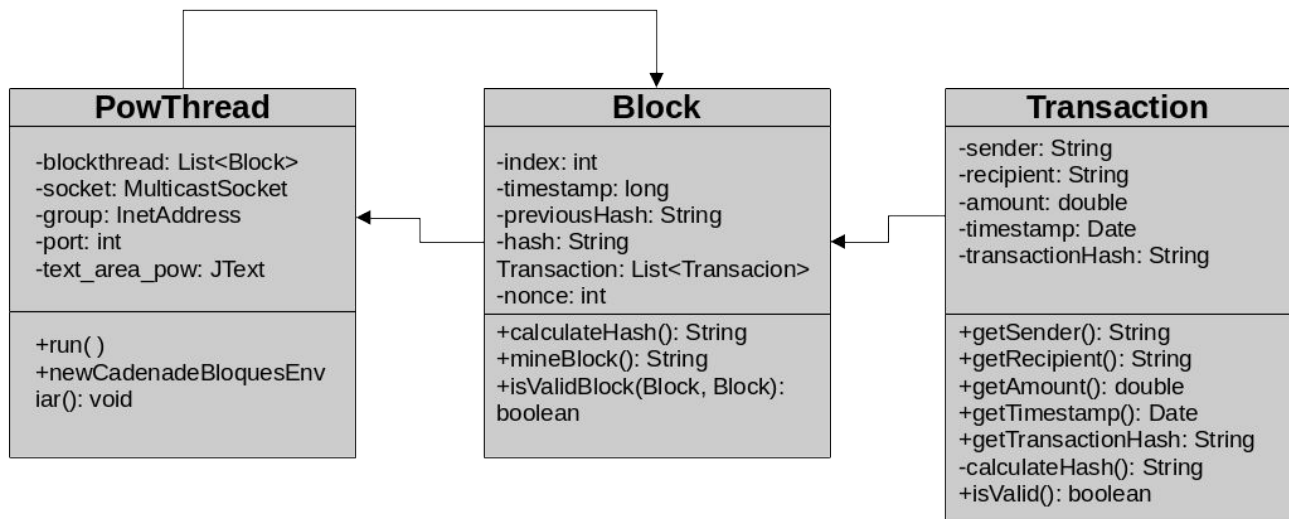 PowThread
-blockthread: List<Block>
-socket: MulticastSocket
-group: InetAddress
-port: int
-text_area_pow: JText
+run( )
+newCadenadeBloquesEnv
iar(): void
Block
-index: int
-timestamp: long
-previousHash: String
-hash: String
Transaction: List<Transacion>
-nonce: int
+calculateHash(): String
+mineBlock(): String
+isValidBlock(Block, Block):
boolean
Transaction
-sender: String
-recipient: String
-amount: double
-timestamp: Date
-transactionHash: String
+getSender(): String
+getRecipient(): String
+getAmount(): double
+getTimestamp(): Date
+getTransactionHash: String
-calculateHash(): String
+isValid(): boolean